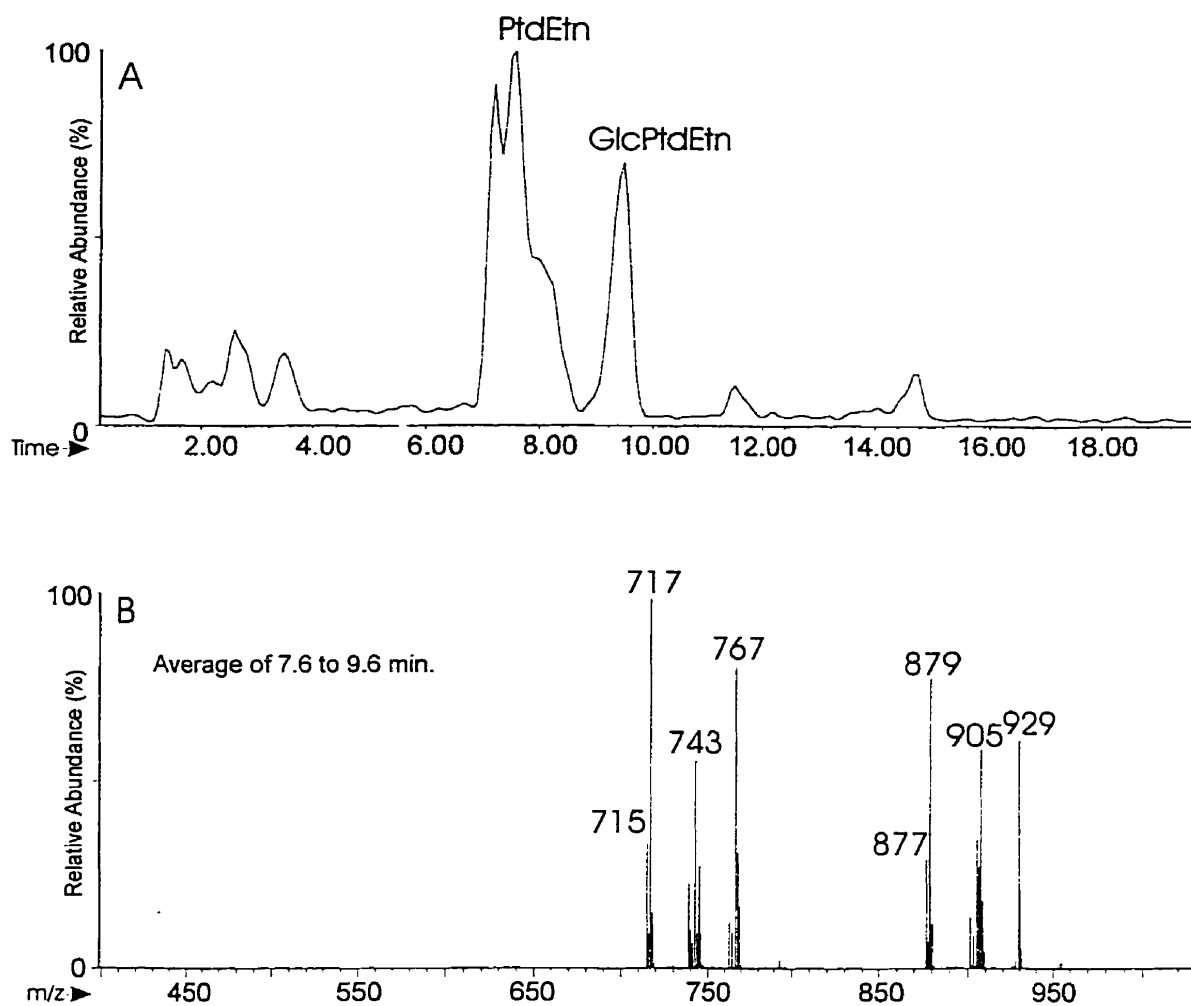 PtdEtn
100
A
GlcPtdEtn
Relative Abundance (%)
0
Time
2.00 4.00 6.00 8.00 10.00 12.00 14.00 16.00 18.00
100
B
717
Average of 7.6 to 9.6 min.
767
879
743
905 929
715
877
Relative Abundance (%)
0
m/z
450 550 650 750 850 950